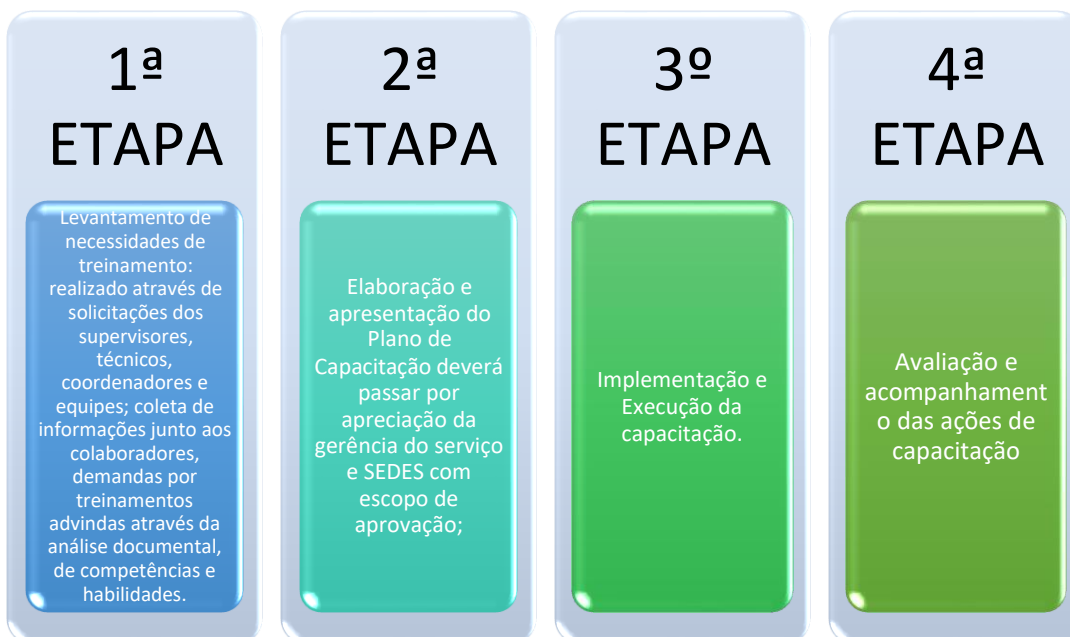 1ª
ETAPA
Levantamento de
necessidades de
treinamento:
realizado através de
solicitações dos
supervisores,
técnicos,
coordenadores e
equipes; coleta de
informações junto aos
colaboradores,
demandas por
treinamentos
advindas através da
análise documental,
de competências e
habilidades.
2ª
ETAPA
Elaboração e
apresentação do
Plano de
Capacitação deverá
passar por
apreciação da
gerência do serviço
e SEDES com
escopo de
aprovação;
3º
ETAPA
Implementação e
Execução da
capacitação.
4ª
ETAPA
Avaliação e
acompanhament
o das ações de
capacitação